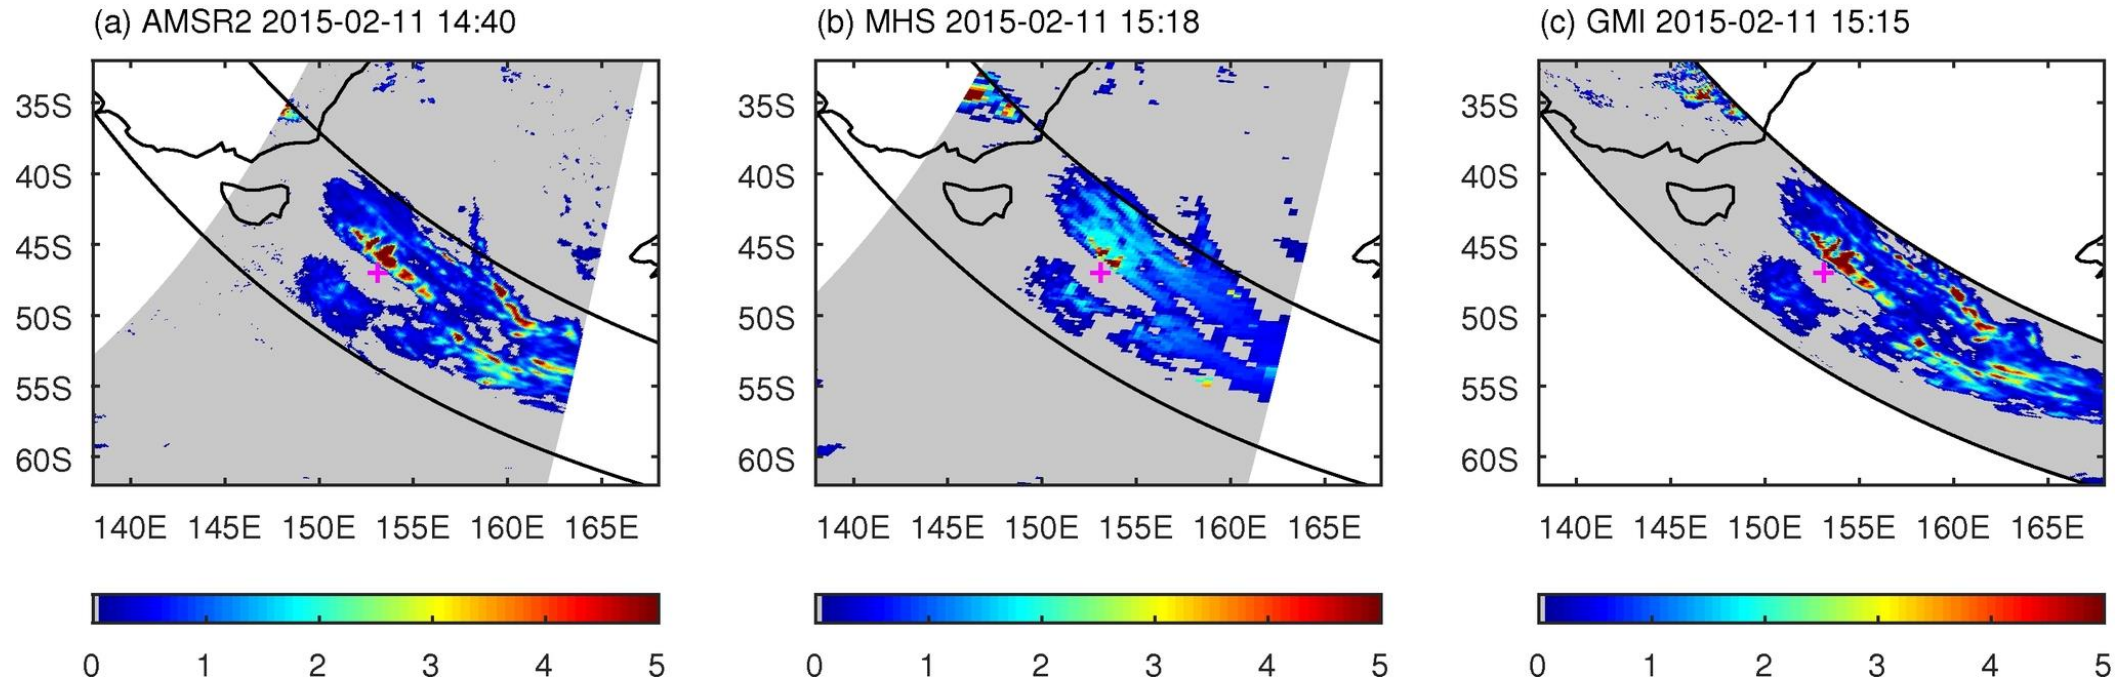 (a) AMSR2 2015-02-11 14:40
35S
40S
45S
50S
55S
60S
140E 145E 150E 155E 160E 165E
0 1 2 3 4 5
(b) MHS 2015-02-11 15:18
35S
40S
45S
50S
55S
60S
140E 145E 150E 155E 160E 165E
0 1 2 3 4 5
(c) GMI 2015-02-11 15:15
35S
40S
45S
50S
55S
60S
140E 145E 150E 155E 160E 165E
0 1 2 3 4 5